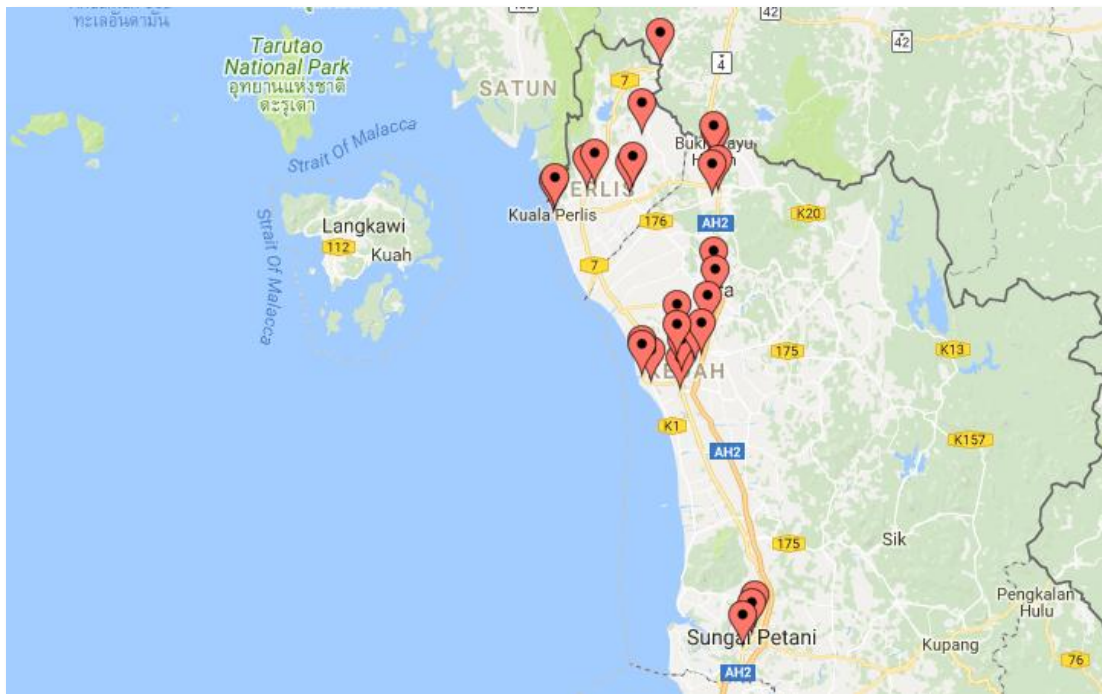 ทะเลอันดามัน
42
42
4
Tarutao
National Park
อุทยานแห่งชาติ
ตะรุเตา
SATUN
7
Strait Of Malacca
PERLIS
Kuala Perlis
K20
176
AH2
Strait Of Malacca
Langkawi
112
Kuah
7
175
K13
KEDAH
K1
K157
AH2
Sik
175
Pengkalan
Hulu
Sungai Petani
Kupang
76
AH2